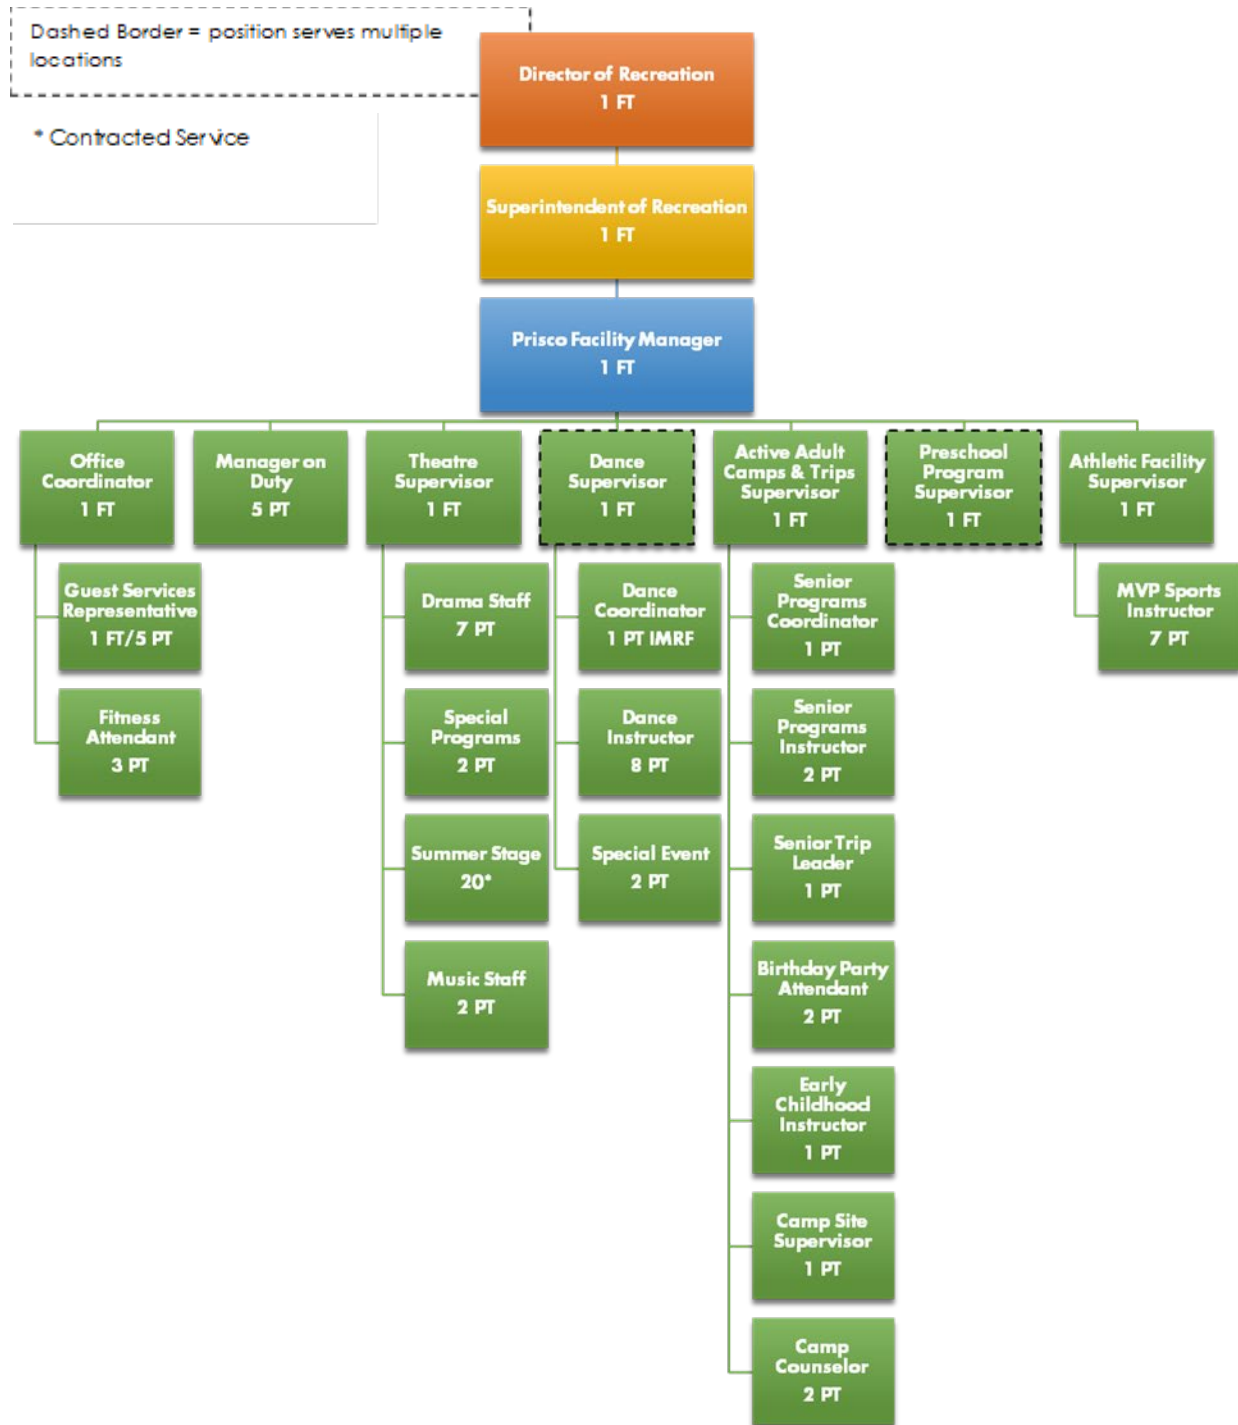 Dashed Border = position serves multiple
locations
* Contracted Service
Director of Recreation
1 FT
Superintendent of Recreation
1 FT
Prisco Facility Manager
1 FT
Office
Coordinator
1 FT
Manager on
Duty
5 PT
Theatre
Supervisor
1 FT
Dance
Supervisor
1 FT
Active Adult
Camps & Trips
Supervisor
1 FT
Preschool
Program
Supervisor
1 FT
Athletic Facility
Supervisor
1 FT
Guest Services
Representative
1 FT/5 PT
Fitness
Attendant
3 PT
Drama Staff
7 PT
Special
Programs
2 PT
Summer Stage
20*
Music Staff
2 PT
Dance
Coordinator
1 PT IMRF
Dance
Instructor
8 PT
Special Event
2 PT
Senior
Programs
Coordinator
1 PT
Senior
Programs
Instructor
2 PT
Senior Trip
Leader
1 PT
Birthday Party
Attendant
2 PT
Early
Childhood
Instructor
1 PT
Camp Site
Supervisor
1 PT
Camp
Counselor
2 PT
MVP Sports
Instructor
7 PT